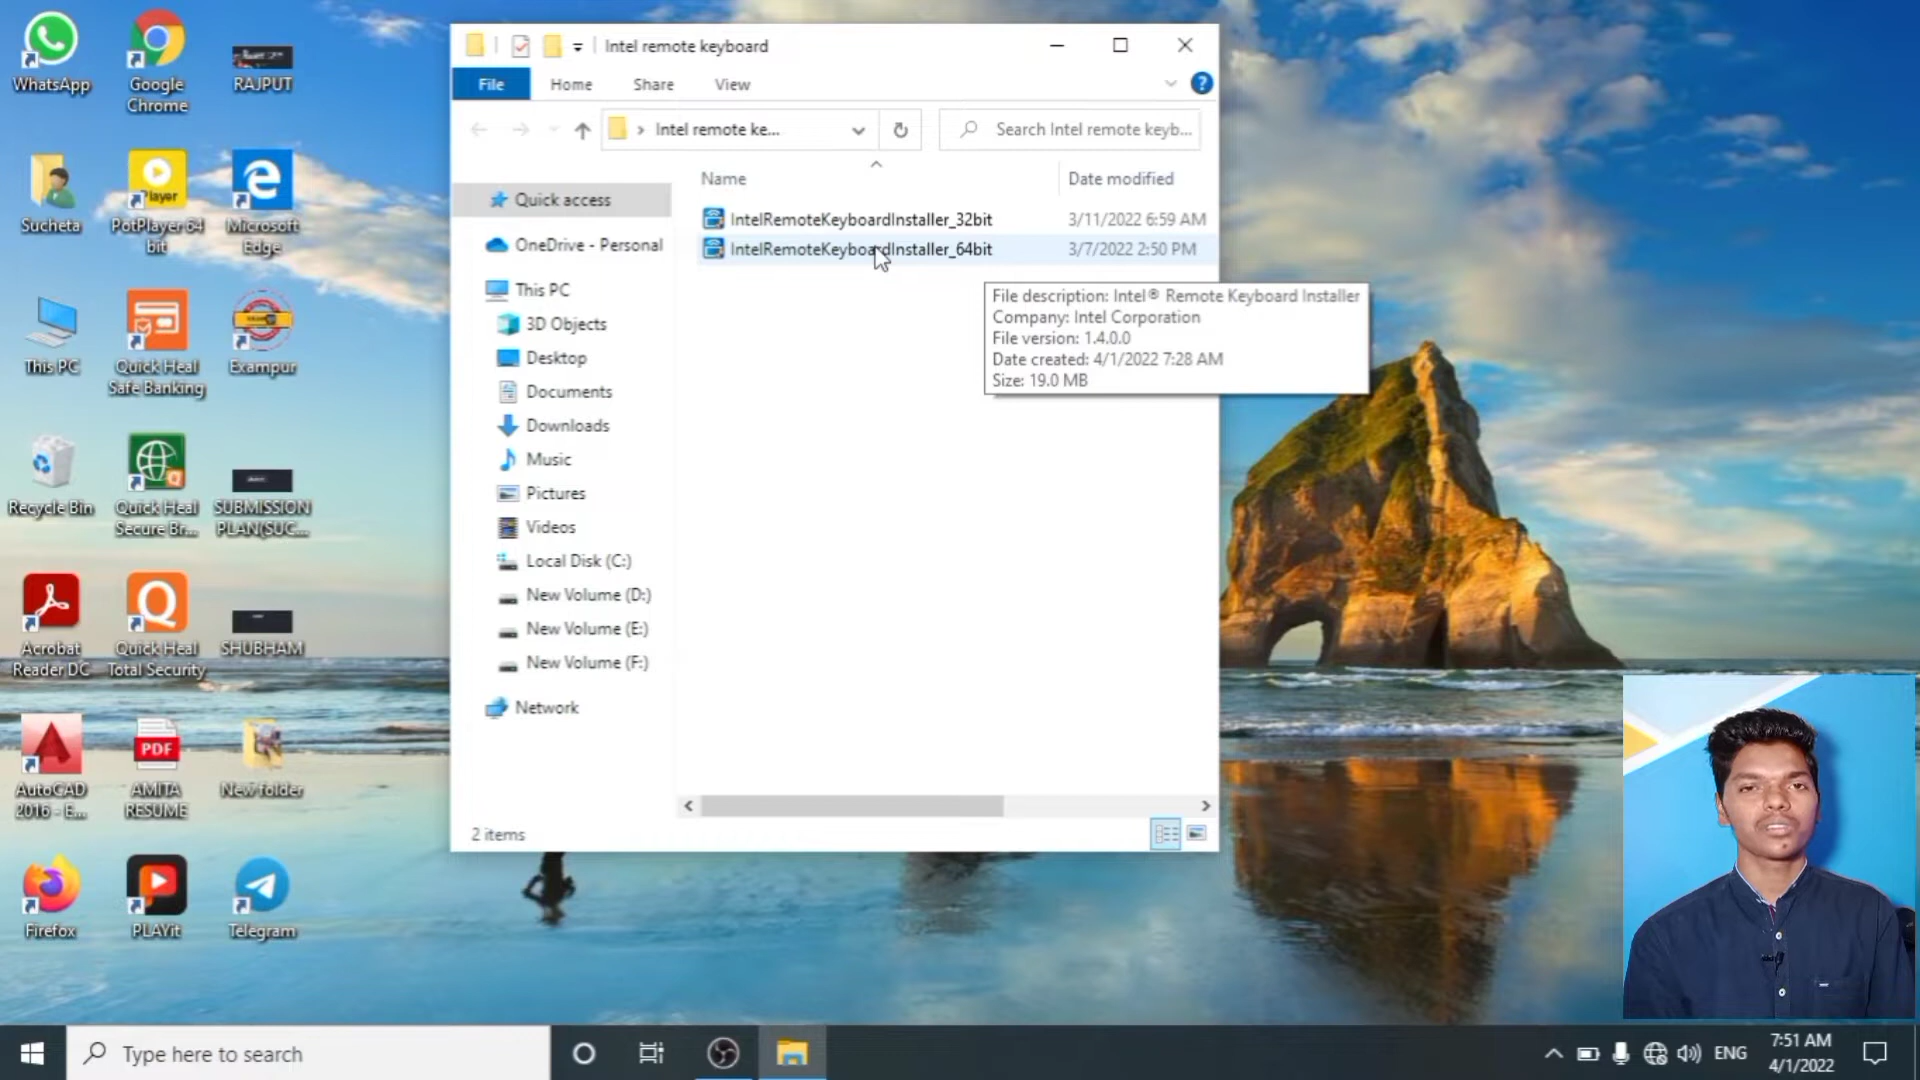 WhatsApp
Google
Chrome
RAJPUT
Sucheta
Player
PotPlayer 64
bit
Microsoft
Edge
This PC
Quick Heal
Safe Banking
Exampur
Recycle Bin
Quick Heal
Secure Br...
SUBMISSION
PLAN(SUC...
Acrobat
Reader DC
Quick Heal
Total Security
SHUBHAM
AutoCAD
2016 - E...
PDF
AMITA
RESUME
New folder
Firefox
PLAYit
Telegram
Intel remote keyboard
File
Home
Share
View
Intel remote ke...
Search Intel remote keyb...
Name
Date modified
Quick access
OneDrive - Personal
This PC
3D Objects
Desktop
Documents
Downloads
Music
Pictures
Videos
Local Disk (C:)
New Volume (D:)
New Volume (E:)
New Volume (F:)
Network
IntelRemoteKeyboardInstaller_32bit
3/11/2022 6:59 AM
IntelRemoteKeyboardInstaller_64bit
3/7/2022 2:50 PM
File description: Intel® Remote Keyboard Installer
Company: Intel Corporation
File version: 1.4.0.0
Date created: 4/1/2022 7:28 AM
Size: 19.0 MB
2 items
Type here to search
ENG
7:51 AM
4/1/2022